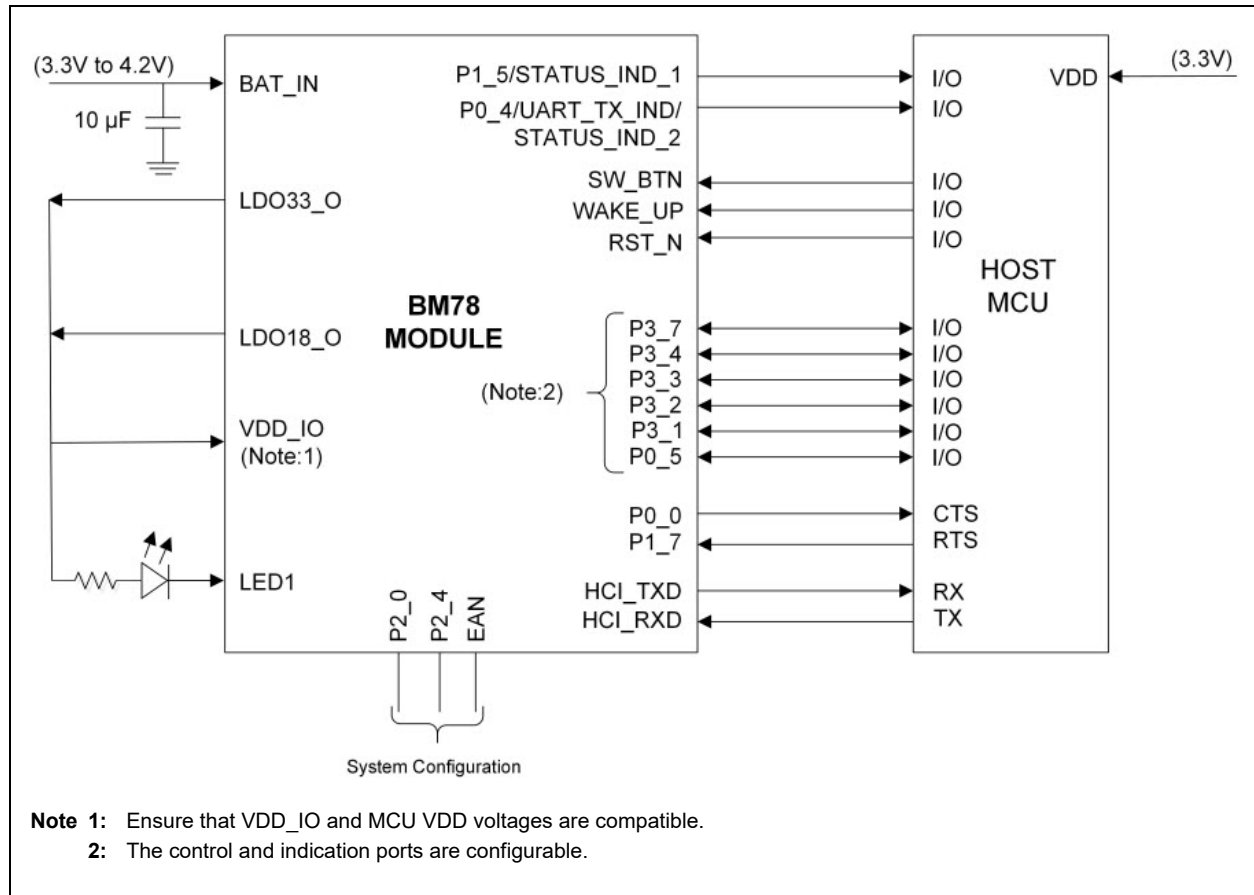 (3.3V to 4.2V)
10 µF
BAT_IN
LDO33_O
LDO18_O
VDD_IO
(Note:1)
LED1
BM78
MODULE
P1_5/STATUS_IND_1
P0_4/UART_TX_IND/
STATUS_IND_2
SW_BTN
WAKE_UP
RST_N
(Note:2)
P3_7
P3_4
P3_3
P3_2
P3_1
P0_5
P0_0
P1_7
HCI_TXD
HCI_RXD
P2_0
P2_4
EAN
System Configuration
I/O
I/O
I/O
I/O
I/O
HOST
MCU
I/O
I/O
I/O
I/O
I/O
I/O
CTS
RTS
RX
TX
VDD
(3.3V)
Note 1: Ensure that VDD_IO and MCU VDD voltages are compatible.
2: The control and indication ports are configurable.